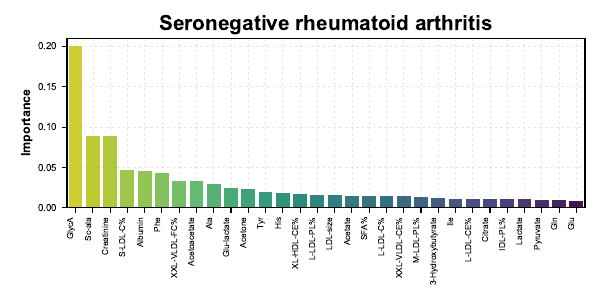 Seronegative rheumatoid arthritis
Importance
0.20
0.15
0.10
0.05
0.00
GlycA
Sc-ala
Creatinine
S-LDL-C%
Albumin
Phe
XXL-VLDL-FC%
Acetoacetate
Ala
Glu-lactate
Acetone
Tyr
His
XL-HDL-CE%
L-LDL-PL%
LDL-size
Acetate
SFA%
L-LDL-C%
XXL-VLDL-CE%
M-LDL-PL%
3-Hydroxybutyrate
Ile
L-LDL-CE%
Citrate
IDL-PL%
Lactate
Pyruvate
Gln
Glu